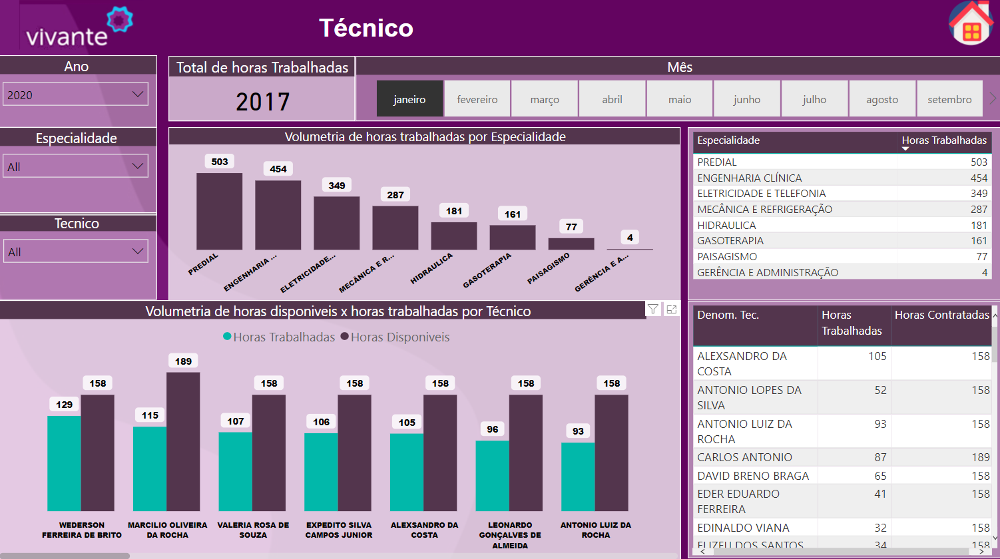 vivante
Técnico
Ano
2020
Especialidade
All
Tecnico
All
Total de horas Trabalhadas
2017
Mês
janeiro fevereiro março abril maio junho julho agosto setembro
Volumetria de horas trabalhadas por Especialidade
503
454
349
287
181
161
77
4
PREDIAL
ENGENHARIA ...
ELETRICIDADE...
MECÂNICA E R...
HIDRAULICA
GASOTERAPIA
PAISAGISMO
GERÊNCIA E A...
Especialidade Horas Trabalhadas
PREDIAL 503
ENGENHARIA CLÍNICA 454
ELETRICIDADE E TELEFONIA 349
MECÂNICA E REFRIGERAÇÃO 287
HIDRAULICA 181
GASOTERAPIA 161
PAISAGISMO 77
GERÊNCIA E ADMINISTRAÇÃO 4
Volumetria de horas disponiveis x horas trabalhadas por Técnico
Horas Trabalhadas Horas Disponiveis
129 158
115 189
107 158
106 158
105 158
96 158
93 158
WEDERSON
FERREIRA DE BRITO
MARCILIO OLIVEIRA
DA ROCHA
VALERIA ROSA DE
SOUZA
EXPEDITO SILVA
CAMPOS JUNIOR
ALEXSANDRO DA
COSTA
LEONARDO
GONÇALVES DE
ALMEIDA
ANTONIO LUIZ DA
ROCHA
Denom. Tec. Horas Horas Contratadas
Trabalhadas
ALEXSANDRO DA 105 158
COSTA
ANTONIO LOPES DA 52 158
SILVA
ANTONIO LUIZ DA 93 158
ROCHA
CARLOS ANTONIO 87 189
DAVID BRENO BRAGA 65 158
EDER EDUARDO 41 158
FERREIRA
EDINALDO VIANA 32 158
ELIZEU DOS SANTOS 34 158